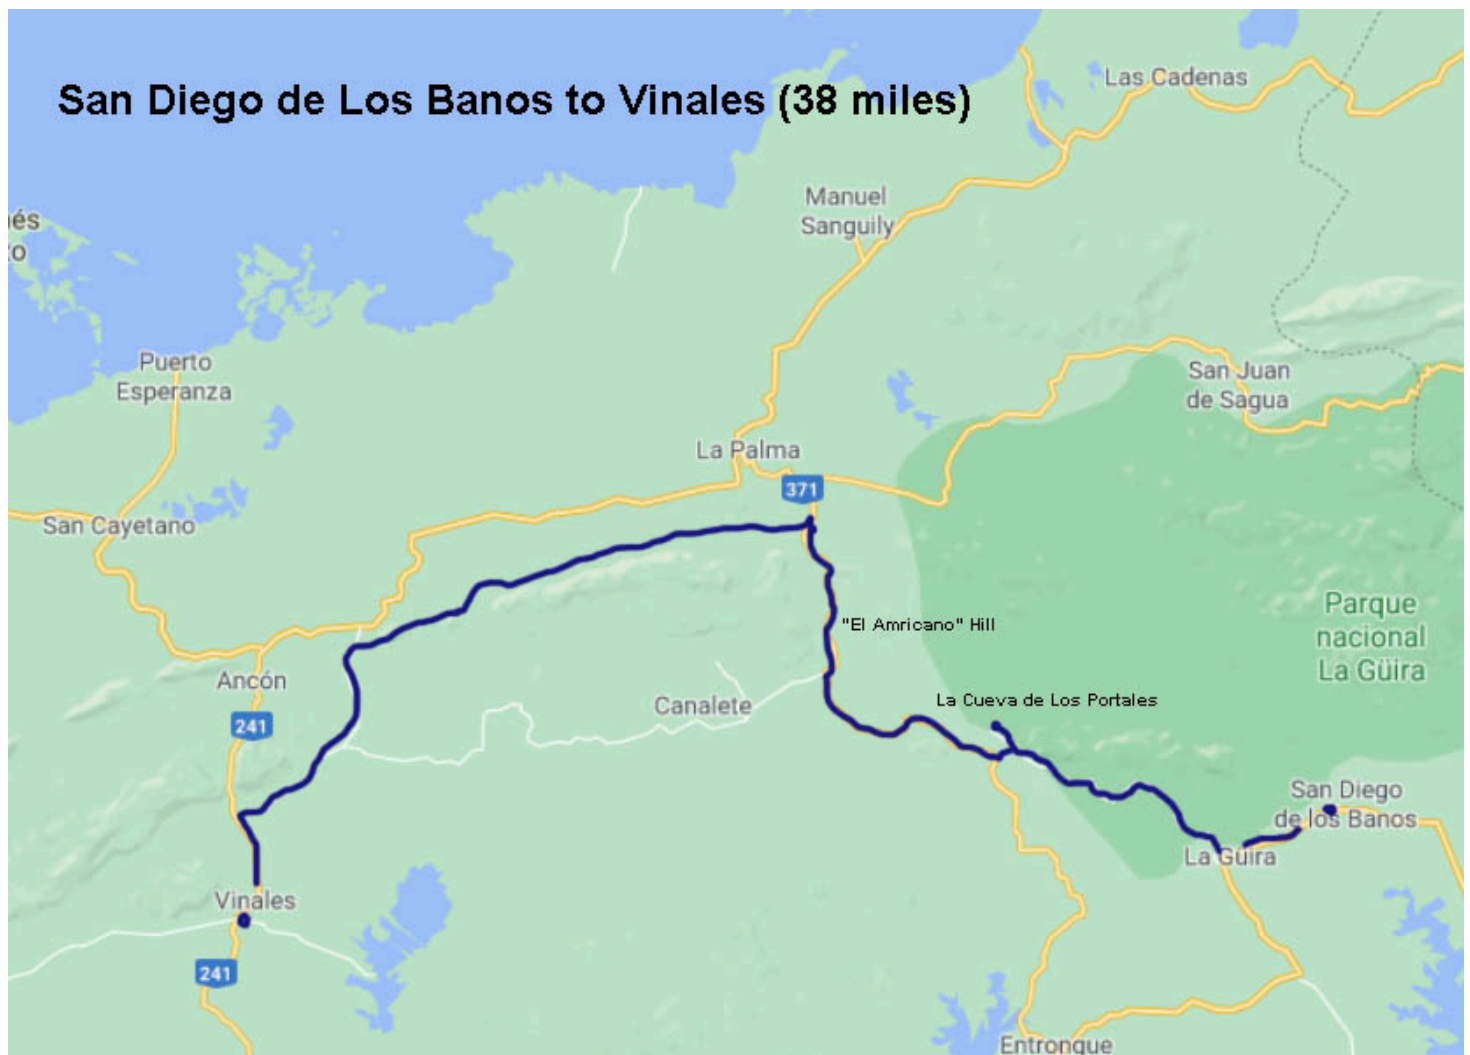 San Diego de Los Banos to Vinales (38 miles)
Las Cadenas
Manuel
Sanguily
és
o
Puerto
Esperanza
San Juan
de Sagua
La Palma
371
San Cayetano
Parque
nacional
La Güira
"El Amricano" Hill
Ancón
241
Canalete
La Cueva de Los Portales
San Diego
de los Banos
La Güira
Vinales
241
Entronque